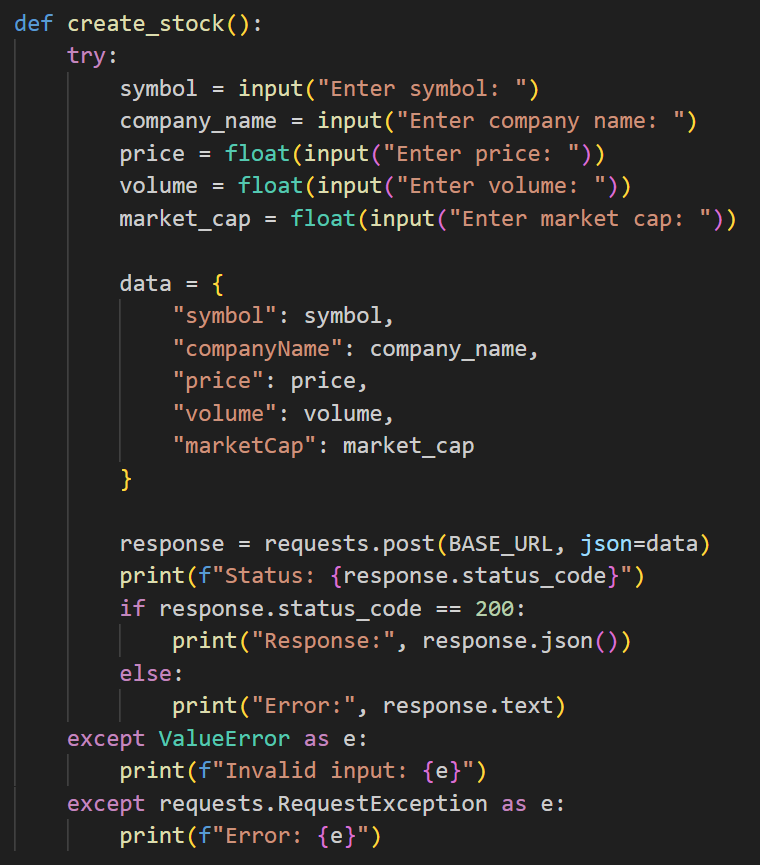 def create_stock():
    try:
        symbol = input("Enter symbol: ")
        company_name = input("Enter company name: ")
        price = float(input("Enter price: "))
        volume = float(input("Enter volume: "))
        market_cap = float(input("Enter market cap: "))

        data = {
            "symbol": symbol,
            "companyName": company_name,
            "price": price,
            "volume": volume,
            "marketCap": market_cap
        }

        response = requests.post(BASE_URL, json=data)
        print(f"Status: {response.status_code}")
        if response.status_code == 200:
            print("Response:", response.json())
        else:
            print("Error:", response.text)
    except ValueError as e:
        print(f"Invalid input: {e}")
    except requests.RequestException as e:
        print(f"Error: {e}")